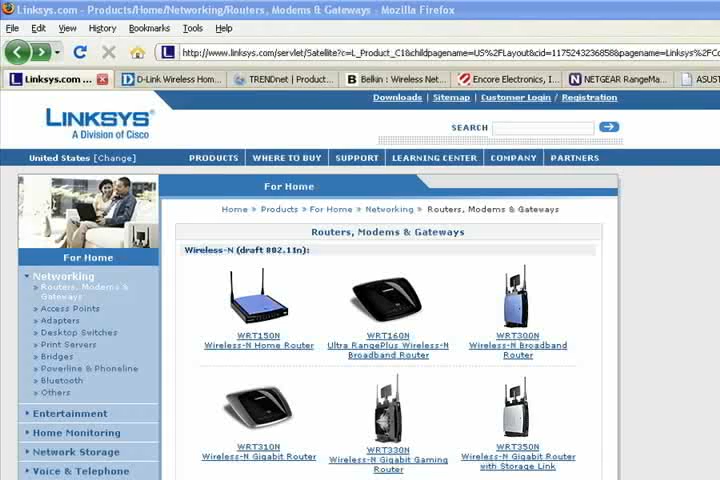 Linksys.com - Products/Home/Networking/Routers, Modems & Gateways - Mozilla Firefox
File Edit View History Bookmarks Tools Help
http://www.linksys.com/servlet/Satellite?c=L_Product_C1&childpagename=US%2FLayout&cid=1175243236858&pagename=Linksys%2FCo
Linksys.com ... D-Link Wireless Hom... TRENDnet | Product... Belkin : Wireless Net... Encore Electronics, I... NETGEAR RangeMa... ASUST
Downloads | Sitemap | Customer Login / Registration
LINKSYS®
A Division of Cisco
SEARCH
United States [Change] PRODUCTS WHERE TO BUY SUPPORT LEARNING CENTER COMPANY PARTNERS
For Home
Home » Products » For Home » Networking » Routers, Modems & Gateways
Routers, Modems & Gateways
Wireless-N (draft 802.11n):
For Home
Networking
» Routers, Modems &
Gateways
» Access Points
» Adapters
» Desktop Switches
» Print Servers
» Bridges
» Powerline & Phoneline
» Bluetooth
» Others
Entertainment
Home Monitoring
Network Storage
Voice & Telephone
WRT150N
Wireless-N Home Router
WRT160N
Ultra RangePlus Wireless-N
Broadband Router
WRT300N
Wireless-N Broadband
Router
WRT310N
Wireless-N Gigabit Router
WRT330N
Wireless-N Gigabit Gaming
Router
WRT350N
Wireless-N Gigabit Router
with Storage Link